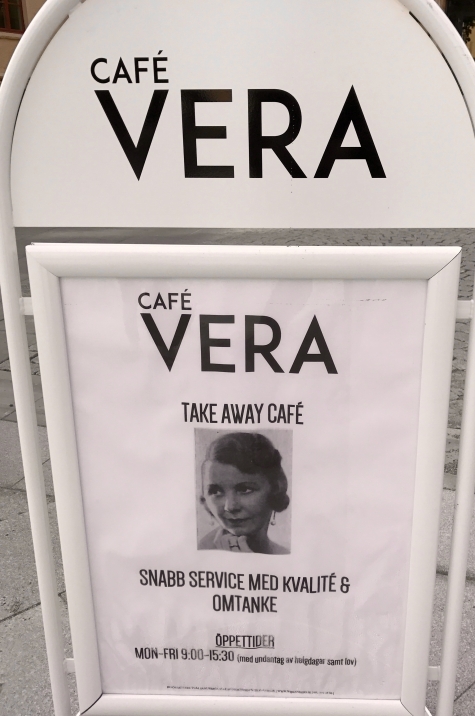 CAFÉ
VERA
CAFÉ
VERA
TAKE AWAY CAFÉ
SNABB SERVICE MED KVALITÉ &
OMTANKE
ÖPPETTIDER
MON-FRI 9:00-15:30 (med undantag av helgdagar samt lov)